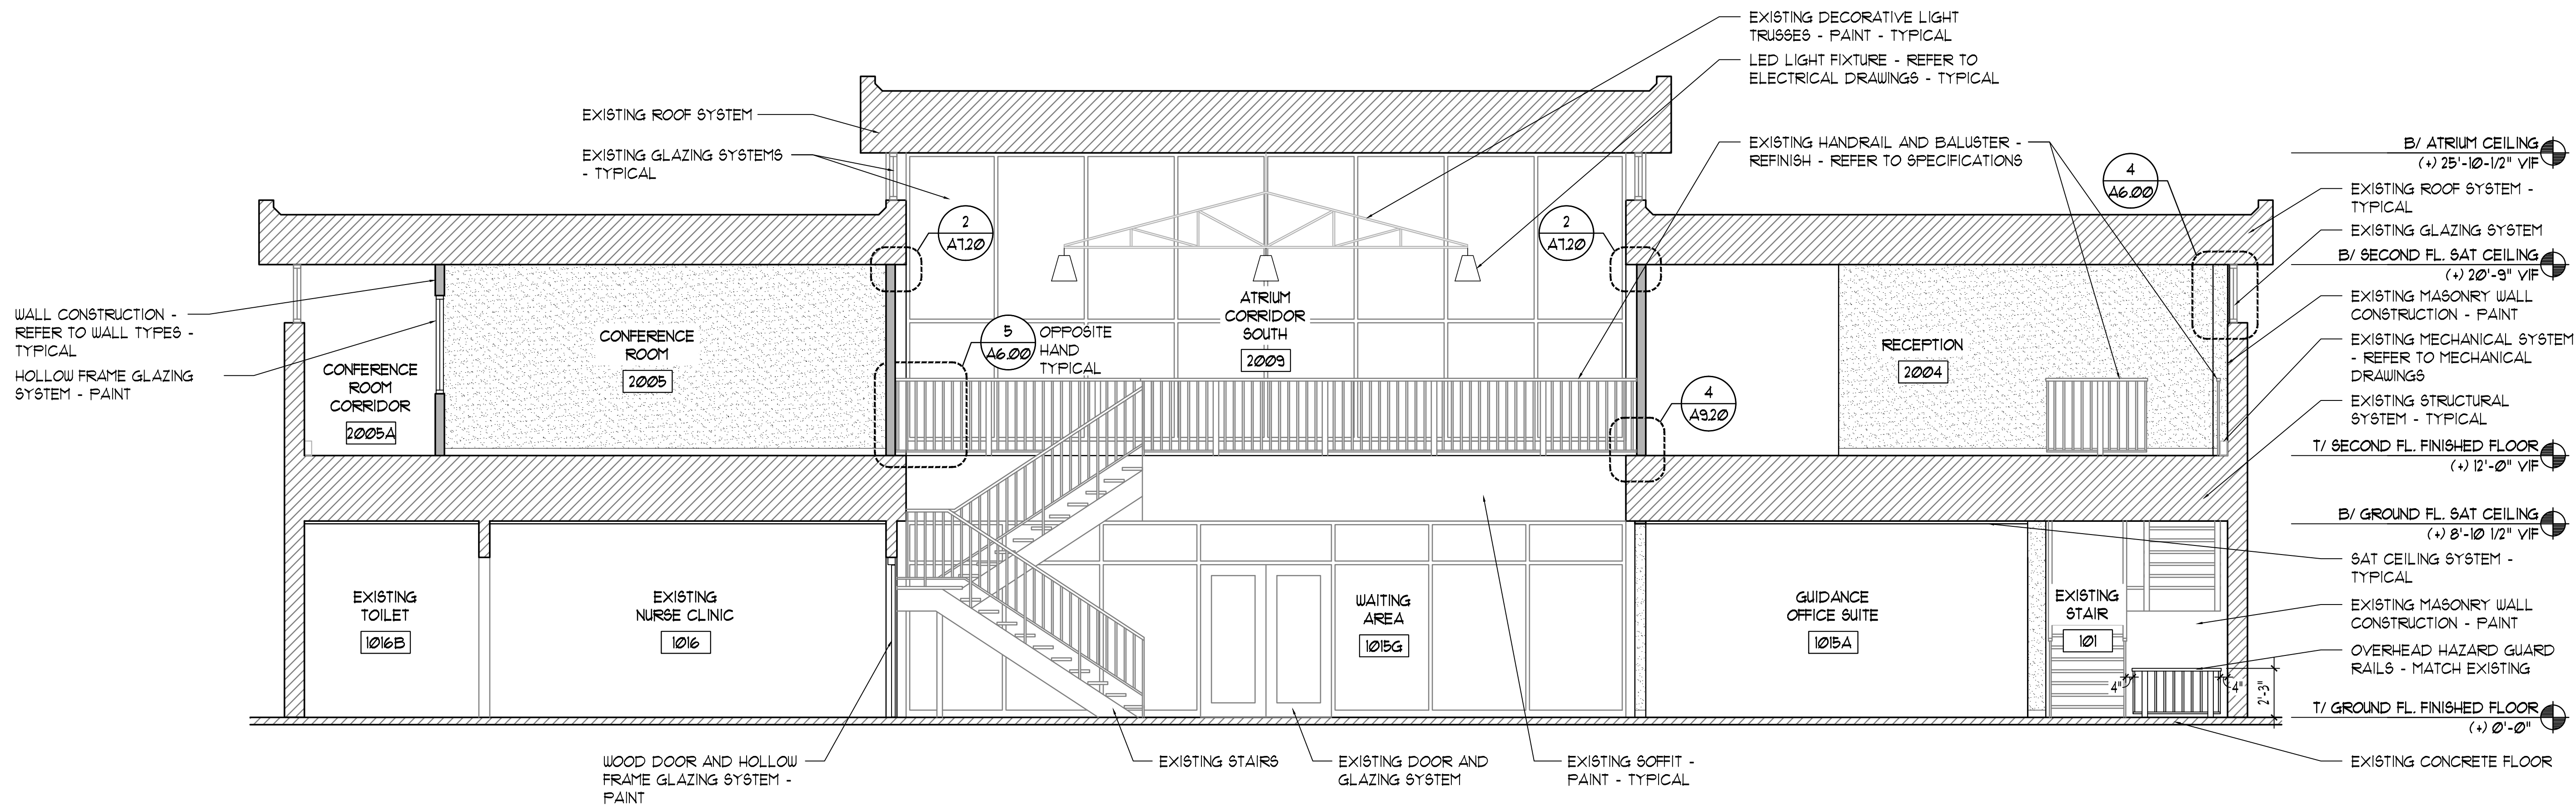 EXISTING DECORATIVE LIGHT
TRUSSES - PAINT - TYPICAL
LED LIGHT FIXTURE - REFER TO
ELECTRICAL DRAWINGS - TYPICAL
EXISTING ROOF SYSTEM
EXISTING GLAZING SYSTEMS
- TYPICAL
EXISTING HANDRAIL AND BALUSTER -
REFINISH - REFER TO SPECIFICATIONS
4
A6.00
B/ ATRIUM CEILING
(+) 25'-10-1/2" VIF
EXISTING ROOF SYSTEM -
TYPICAL
EXISTING GLAZING SYSTEM
B/ SECOND FL. SAT CEILING
(+) 20'-9" VIF
EXISTING MASONRY WALL
CONSTRUCTION - PAINT
EXISTING MECHANICAL SYSTEM
- REFER TO MECHANICAL
DRAWINGS
EXISTING STRUCTURAL
SYSTEM - TYPICAL
T/ SECOND FL. FINISHED FLOOR
(+) 12'-0" VIF
B/ GROUND FL. SAT CEILING
(+) 8'-10 1/2" VIF
SAT CEILING SYSTEM -
TYPICAL
EXISTING MASONRY WALL
CONSTRUCTION - PAINT
OVERHEAD HAZARD GUARD
RAILS - MATCH EXISTING
T/ GROUND FL. FINISHED FLOOR
(+) 0'-0"
EXISTING CONCRETE FLOOR
2
A7.20
2
A7.20
WALL CONSTRUCTION -
REFER TO WALL TYPES -
TYPICAL
HOLLOW FRAME GLAZING
SYSTEM - PAINT
CONFERENCE
ROOM
CORRIDOR
2005A
CONFERENCE
ROOM
2005
5
A6.00
OPPOSITE
HAND
TYPICAL
ATRIUM
CORRIDOR
SOUTH
2009
4
A9.20
RECEPTION
2004
EXISTING
TOILET
1016B
EXISTING
NURSE CLINIC
1016
WAITING
AREA
1015G
GUIDANCE
OFFICE SUITE
1015A
EXISTING
STAIR
101
4"
4"
2'-3"
WOOD DOOR AND HOLLOW
FRAME GLAZING SYSTEM -
PAINT
EXISTING STAIRS
EXISTING DOOR AND
GLAZING SYSTEM
EXISTING SOFFIT -
PAINT - TYPICAL